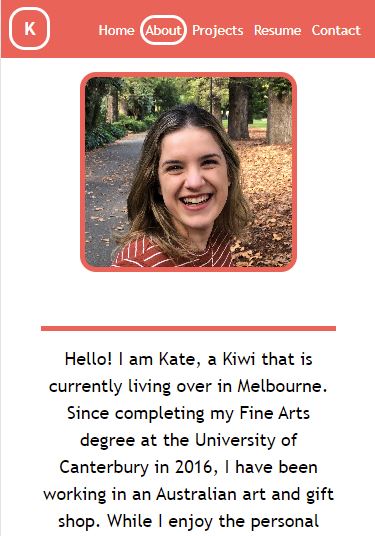 K
Home About Projects Resume Contact
Hello! I am Kate, a Kiwi that is
currently living over in Melbourne.
Since completing my Fine Arts
degree at the University of
Canterbury in 2016, I have been
working in an Australian art and gift
shop. While I enjoy the personal